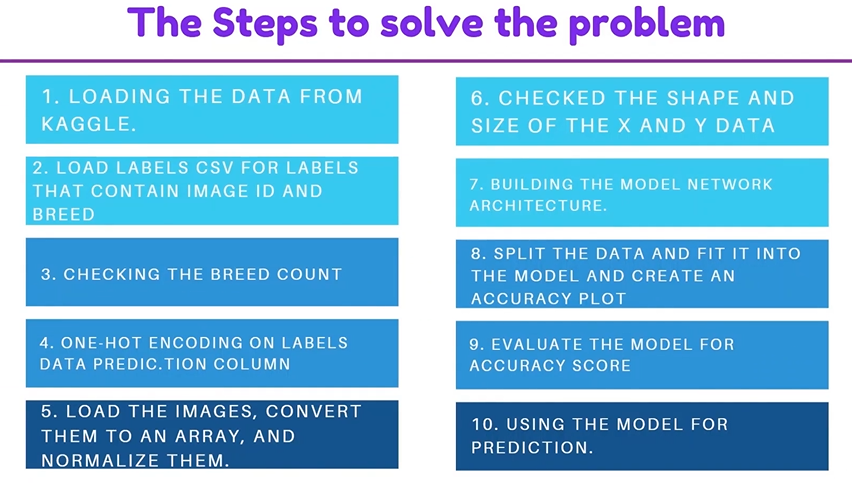 The Steps to solve the problem
1. LOADING THE DATA FROM
KAGGLE.
2. LOAD LABELS CSV FOR LABELS
THAT CONTAIN IMAGE ID AND
BREED
3. CHECKING THE BREED COUNT
4. ONE-HOT ENCODING ON LABELS
DATA PREDIC.TION COLUMN
5. LOAD THE IMAGES, CONVERT
THEM TO AN ARRAY, AND
NORMALIZE THEM.
6. CHECKED THE SHAPE AND
SIZE OF THE X AND Y DATA
7. BUILDING THE MODEL NETWORK
ARCHITECTURE.
8. SPLIT THE DATA AND FIT IT INTO
THE MODEL AND CREATE AN
ACCURACY PLOT
9. EVALUATE THE MODEL FOR
ACCURACY SCORE
10. USING THE MODEL FOR
PREDICTION.